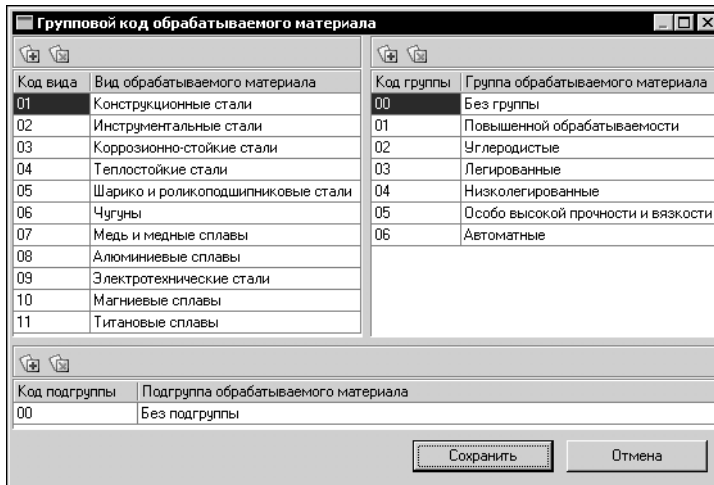 Групповой код обрабатываемого материала
Код вида Вид обрабатываемого материала
01 Конструкционные стали
02 Инструментальные стали
03 Коррозионно-стойкие стали
04 Теплостойкие стали
05 Шарико и роликоподшипниковые стали
06 Чугуны
07 Медь и медные сплавы
08 Алюминиевые сплавы
09 Электротехнические стали
10 Магниевые сплавы
11 Титановые сплавы
Код группы Группа обрабатываемого материала
00 Без группы
01 Повышенной обрабатываемости
02 Углеродистые
03 Легированные
04 Низколегированные
05 Особо высокой прочности и вязкости
06 Автоматные
Код подгруппы Подгруппа обрабатываемого материала
00 Без подгруппы
Сохранить Отмена